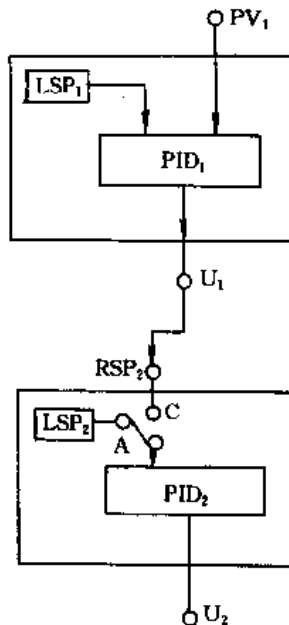 PV₁
LSP₁
PID₁
U₁
RSP₂
C
LSP₂
A
PID₂
U₂